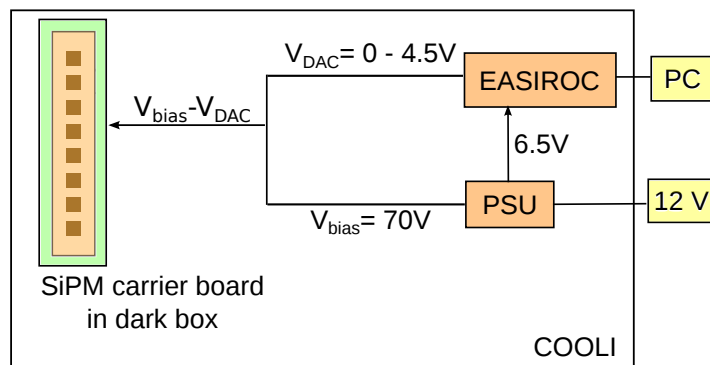 V_DAC= 0 - 4.5V
EASIROC
PC
V_bias-V_DAC
6.5V
PSU
12 V
V_bias= 70V
SiPM carrier board
in dark box
COOLI